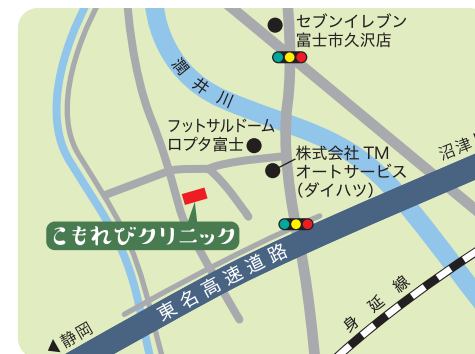 セブンイレブン
富士市久沢店
潤井川
フットサルドーム
ロプタ富士
株式会社 TM
オートサービス
（ダイハツ）
沼津
こもれびクリニック
東名高速道路
身延線
静岡